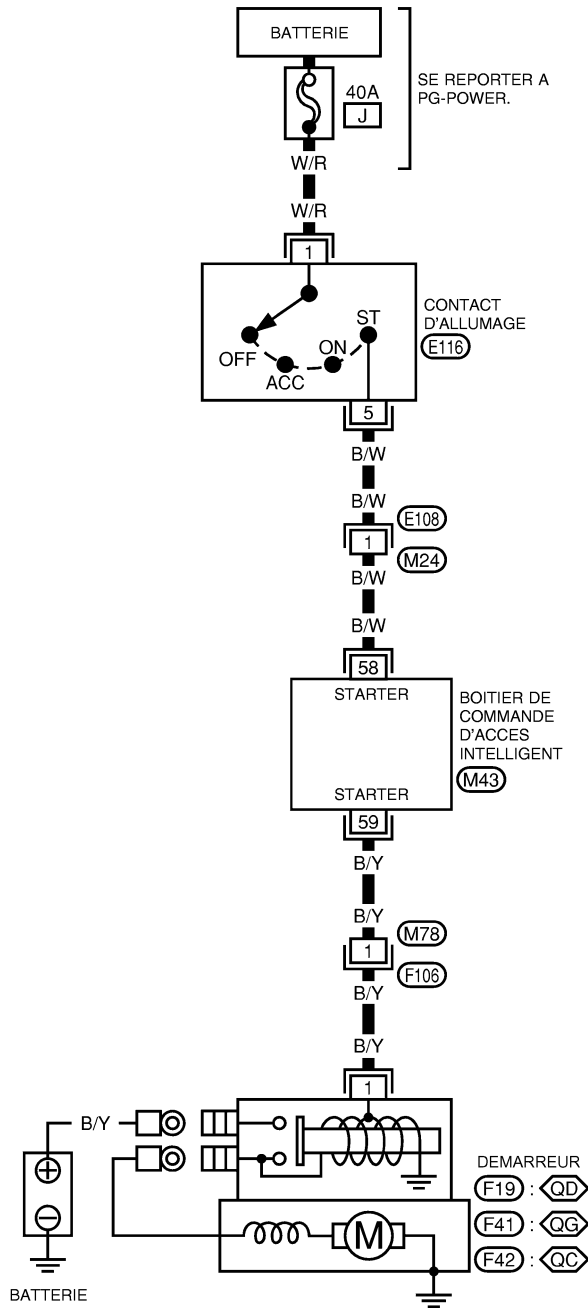 BATTERIE
40A
J
SE REPORTER A
PG-POWER.
W/R
W/R
1
OFF
ACC
ON
ST
CONTACT
D'ALLUMAGE
E116
5
B/W
B/W
E108
1
M24
B/W
B/W
58
STARTER
BOITIER DE
COMMANDE
D'ACCES
INTELLIGENT
M43
STARTER
59
B/Y
B/Y
M78
1
F106
B/Y
B/Y
1
B/Y
M
DEMARREUR
F19 : QD
F41 : QG
F42 : QC
BATTERIE